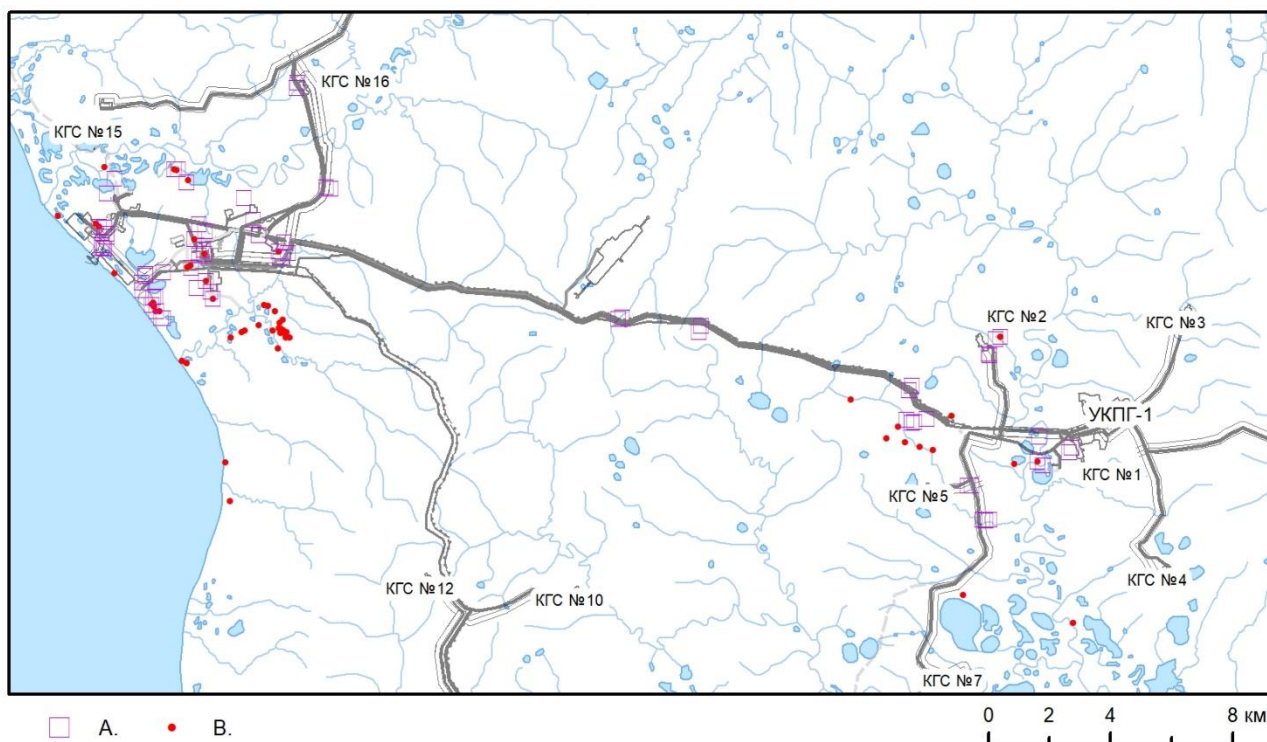 КГС №16
КГС №15
КГС №2
КГС №3
УКПГ-1
КГС №1
КГС №5
КГС №4
КГС №12
КГС №10
КГС №7
A.
B.
0 2 4 8 км